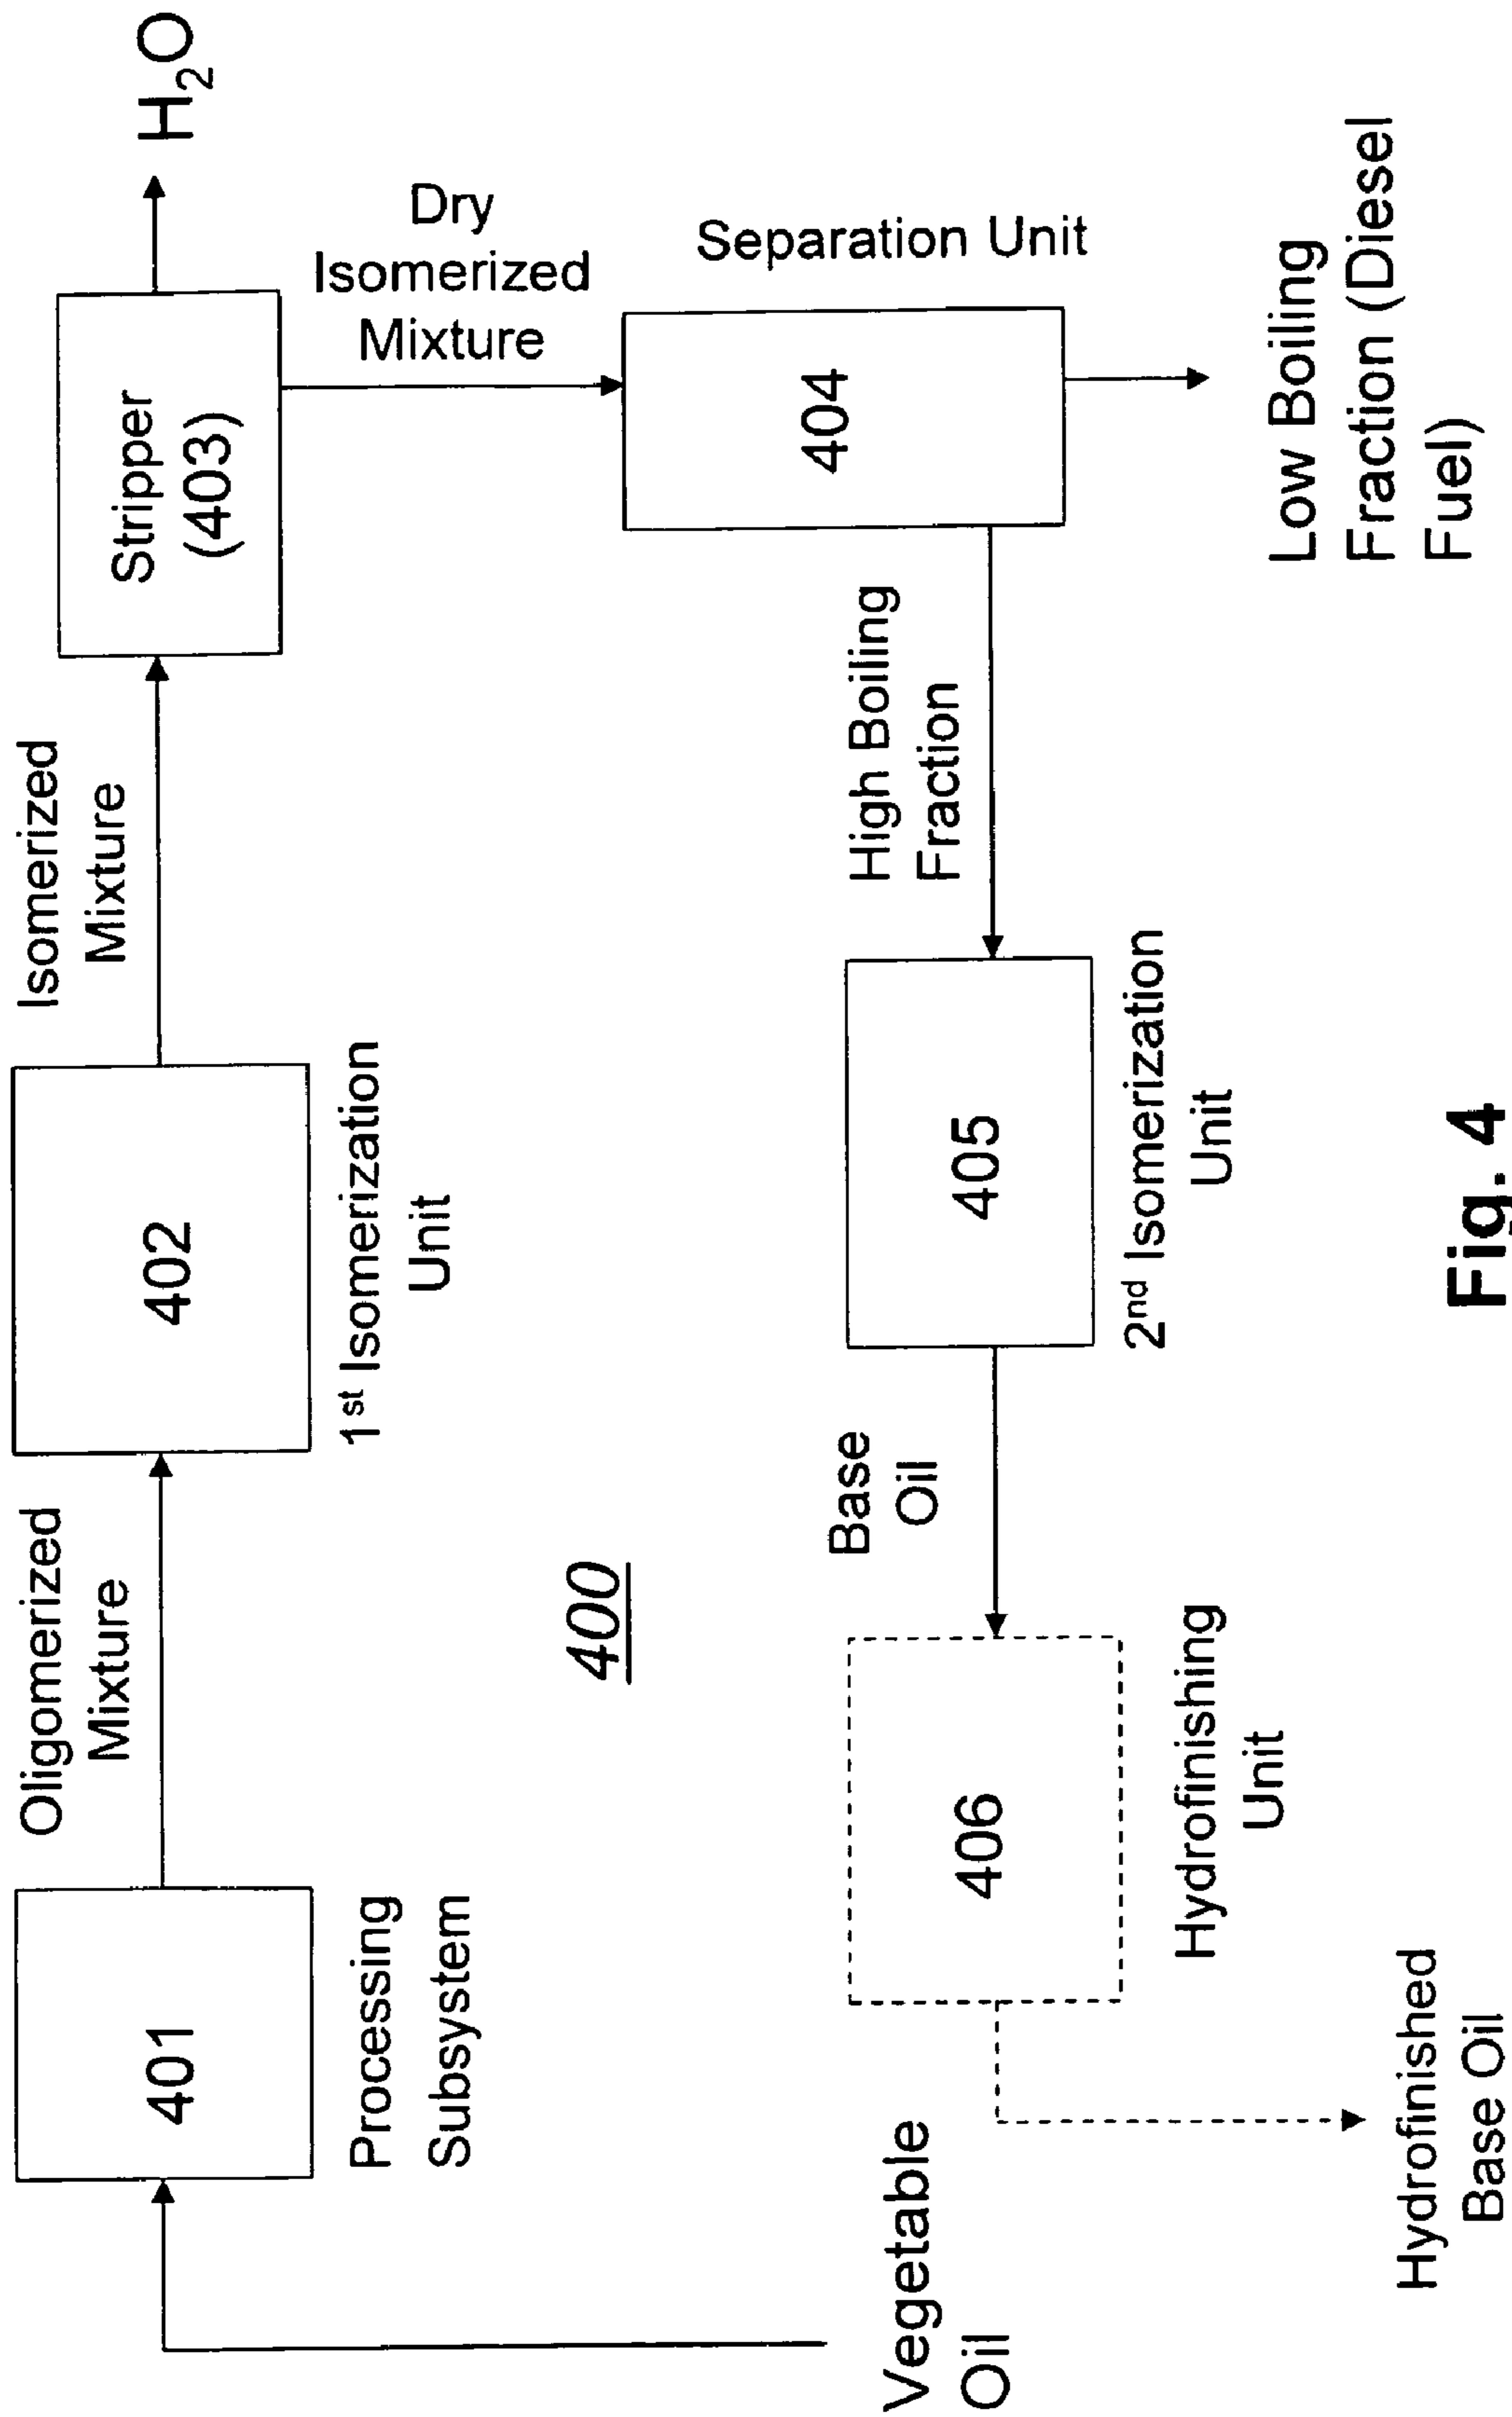 Oligomerized
Mixture
Isomerized
Mixture
H2O
401
402
Stripper
(403)
Processing
Subsystem
1st Isomerization
Unit
Dry
Isomerized
Mixture
400
404
Separation Unit
Vegetable
Oil
Base
Oil
High Boiling
Fraction
406
405
Hydrofinishing
Unit
2nd Isomerization
Unit
Low Boiling
Fraction (Diesel
Fuel)
Hydrofinished
Base Oil
Fig. 4